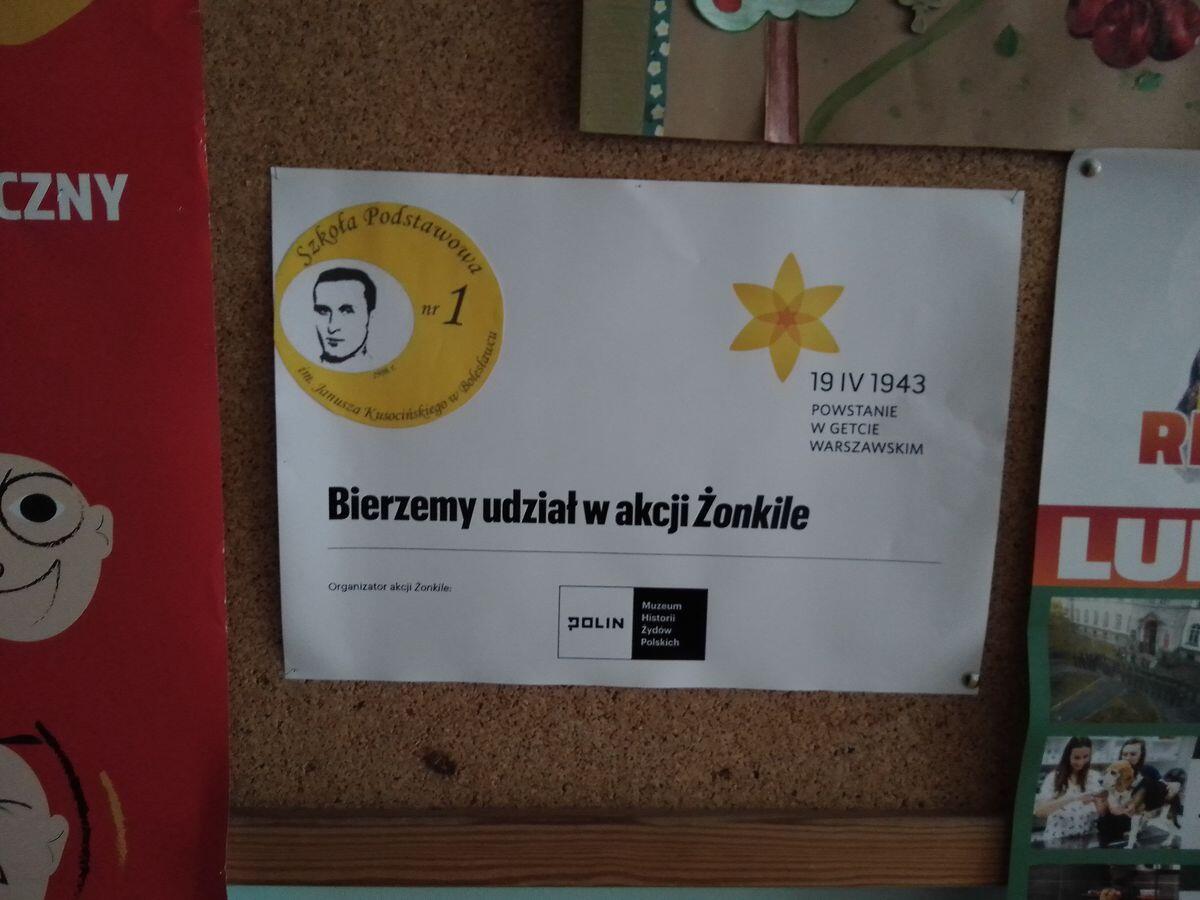 CZNY
Szkoła Podstawowa
nr 1
im. Janusza Kusocińskiego w Bolesławcu
19 IV 1943
POWSTANIE
W GETCIE
WARSZAWSKIM
Bierzemy udział w akcji Żonkile
Organizator akcji Żonkile:
POLIN
Muzeum
Historii
Żydów
Polskich
LU